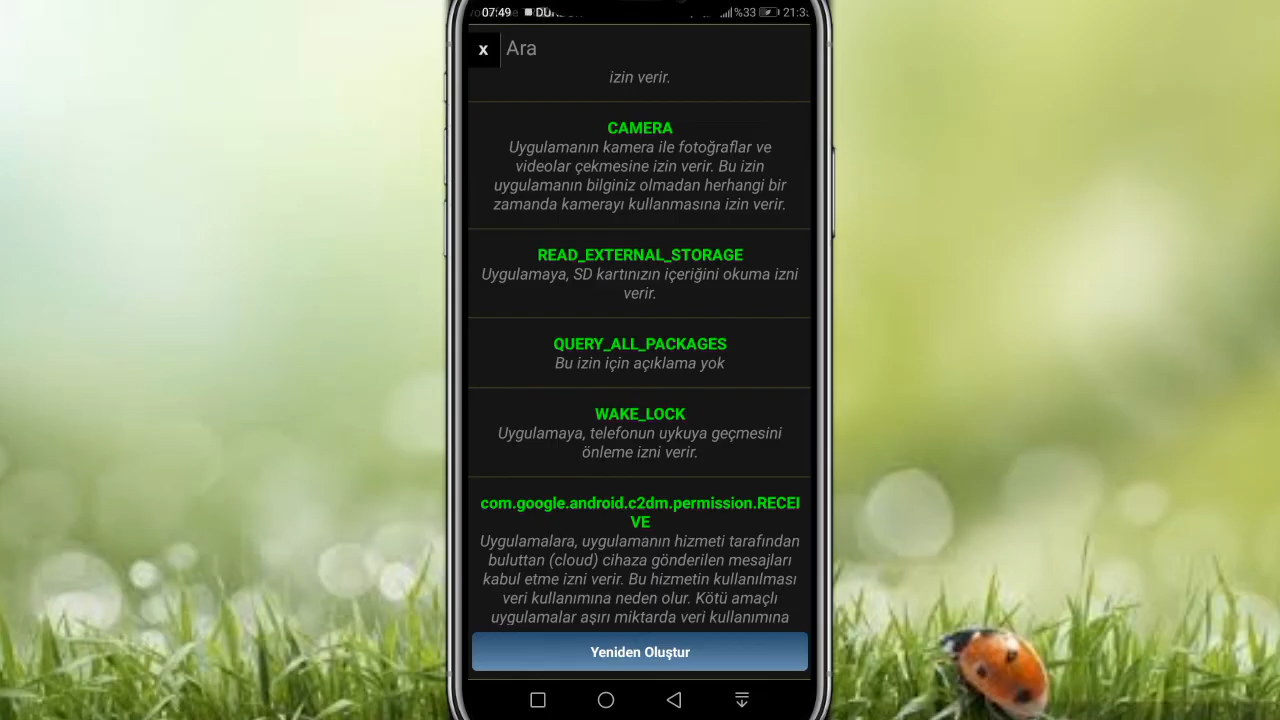 07:49
%33 21:3
x Ara
izin verir.
CAMERA
Uygulamanın kamera ile fotoğraflar ve
videolar çekmesine izin verir. Bu izin
uygulamanın bilginiz olmadan herhangi bir
zamanda kamerayı kullanmasına izin verir.
READ_EXTERNAL_STORAGE
Uygulamaya, SD kartınızın içeriğini okuma izni
verir.
QUERY_ALL_PACKAGES
Bu izin için açıklama yok
WAKE_LOCK
Uygulamaya, telefonun uykuya geçmesini
önleme izni verir.
com.google.android.c2dm.permission.RECEI
VE
Uygulamalara, uygulamanın hizmeti tarafından
buluttan (cloud) cihaza gönderilen mesajları
kabul etme izni verir. Bu hizmetin kullanılması
veri kullanımına neden olur. Kötü amaçlı
uygulamalar aşırı miktarda veri kullanımına
Yeniden Oluştur